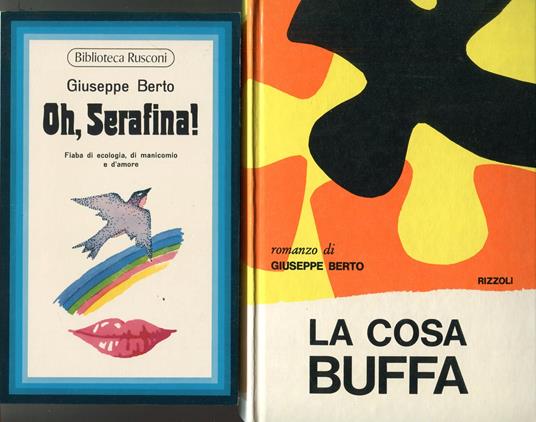 Biblioteca Rusconi
Giuseppe Berto
Oh, Serafina!
Fiaba di ecologia, di manicomio
e d'amore
romanzo di
GIUSEPPE BERTO
RIZZOLI
LA COSA
BUFFA